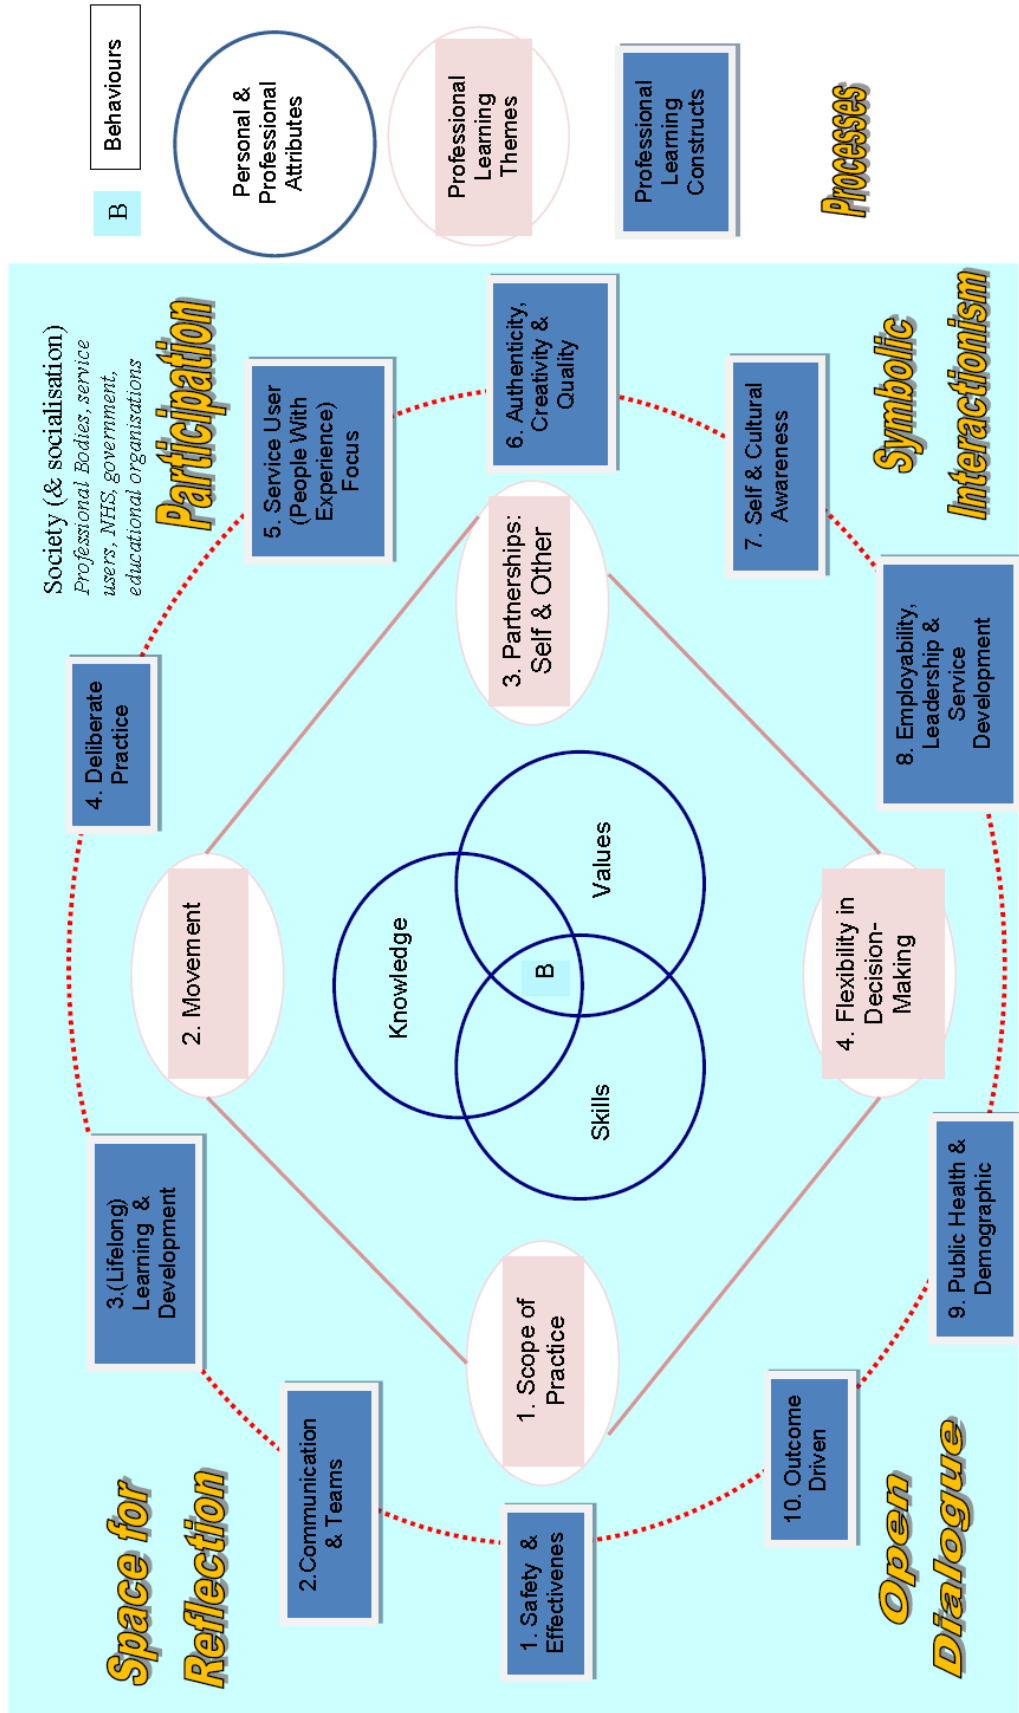 Space for
Reflection
Society (& socialisation)
Professional Bodies, service
users, NHS, government,
educational organisations
Participation
3.(Lifelong)
Learning &
Development
4. Deliberate
Practice
2.Communication
& Teams
2. Movement
5. Service User
(People With
Experience)
Focus
1. Safety &
Effectivenes
1. Scope of
Practice
Knowledge
B
Skills
Values
3. Partnerships:
Self & Other
6. Authenticity,
Creativity &
Quality
10. Outcome
Driven
4. Flexibility in
Decision-
Making
7. Self & Cultural
Awareness
9. Public Health &
Demographic
8. Employability,
Leadership &
Service
Development
Open
Dialogue
Symbolic
Interactionism
B
Behaviours
Personal &
Professional
Attributes
Professional
Learning
Themes
Professional
Learning
Constructs
Processes